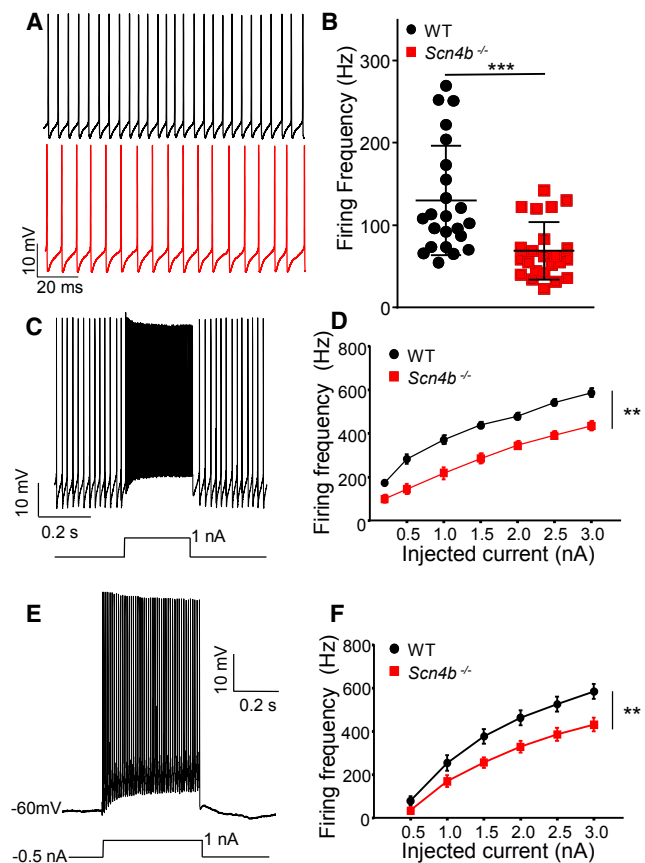 A
10 mV
20 ms
B
WT
Scn4b -/-
***
Firing Frequency (Hz)
300
200
100
0
C
10 mV
0.2 s
1 nA
D
WT
Scn4b -/-
**
Firing frequency (Hz)
800
600
400
200
0
0.5 1.0 1.5 2.0 2.5 3.0
Injected current (nA)
E
10 mV
0.2 s
-60mV
-0.5 nA
1 nA
F
WT
Scn4b -/-
**
Firing frequency (Hz)
800
600
400
200
0
0.5 1.0 1.5 2.0 2.5 3.0
Injected current (nA)